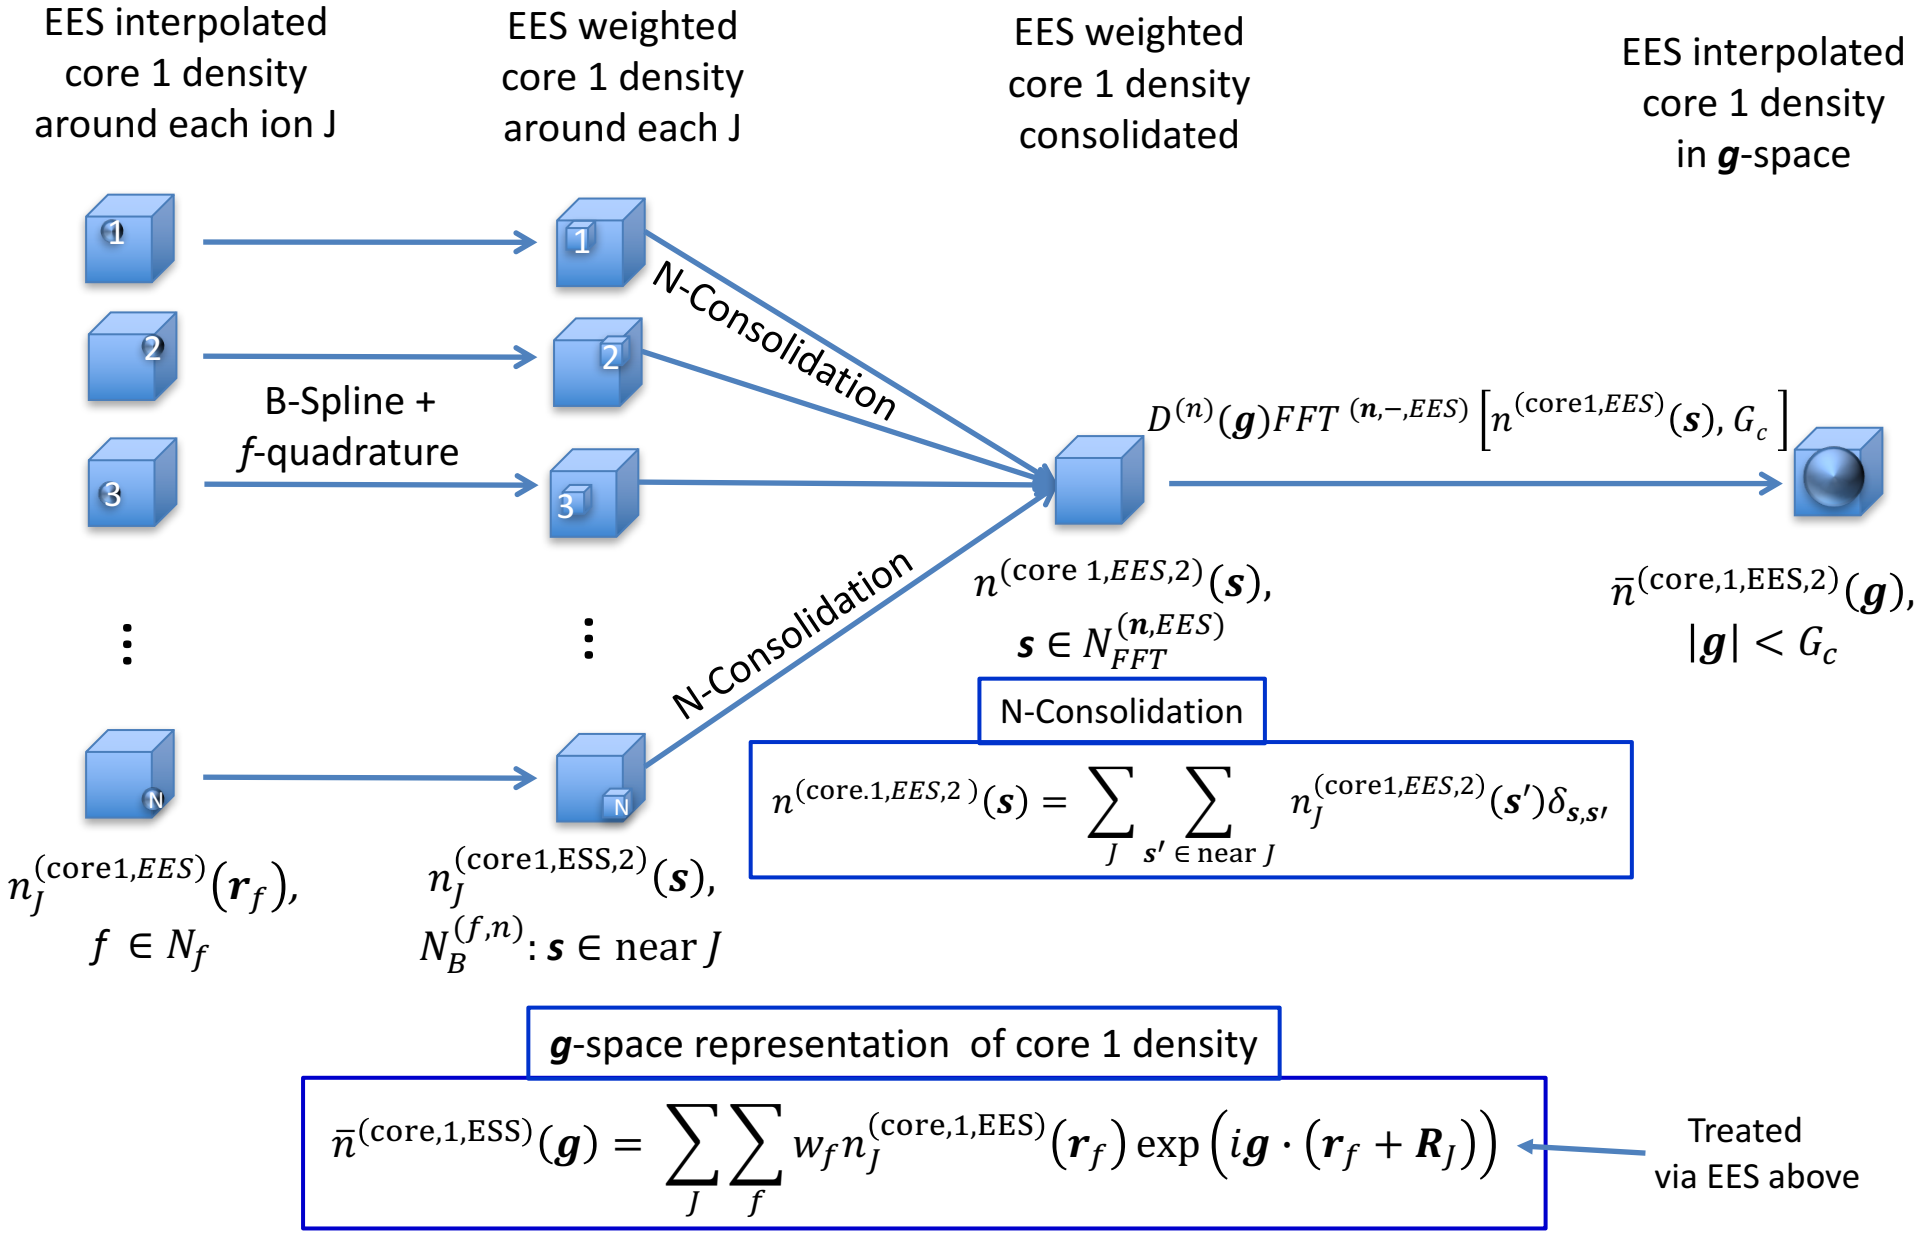 EES interpolated
core 1 density
around each ion J
EES weighted
core 1 density
around each J
EES weighted
core 1 density
consolidated
EES interpolated
core 1 density
in g-space
1
1
2
2
3
3
N
N
B-Spline +
f-quadrature
N-Consolidation
N-Consolidation
D^{(n)}(g)FFT^{(n,−,EES)}[n^{(core1,EES)}(s), G_c]
⋮
⋮
n_J^{(core1,EES)}(r_f),
f ∈ N_f
n_J^{(core1,ESS,2)}(s),
N_B^{(f,n)}: s ∈ near J
n^{(core 1,EES,2)}(s),
s ∈ N_{FFT}^{(n,EES)}
n̄^{(core,1,EES,2)}(g),
|g| < G_c
N-Consolidation
n^{(core.1,EES,2 )}(s) = ∑_J ∑_{s′ ∈ near J} n_J^{(core1,EES,2)}(s′)δ_{s,s′}
g-space representation of core 1 density
n̄^{(core,1,ESS)}(g) = ∑_J ∑_f w_f n_J^{(core,1,EES)}(r_f) exp(ig · (r_f + R_J))
Treated
via EES above